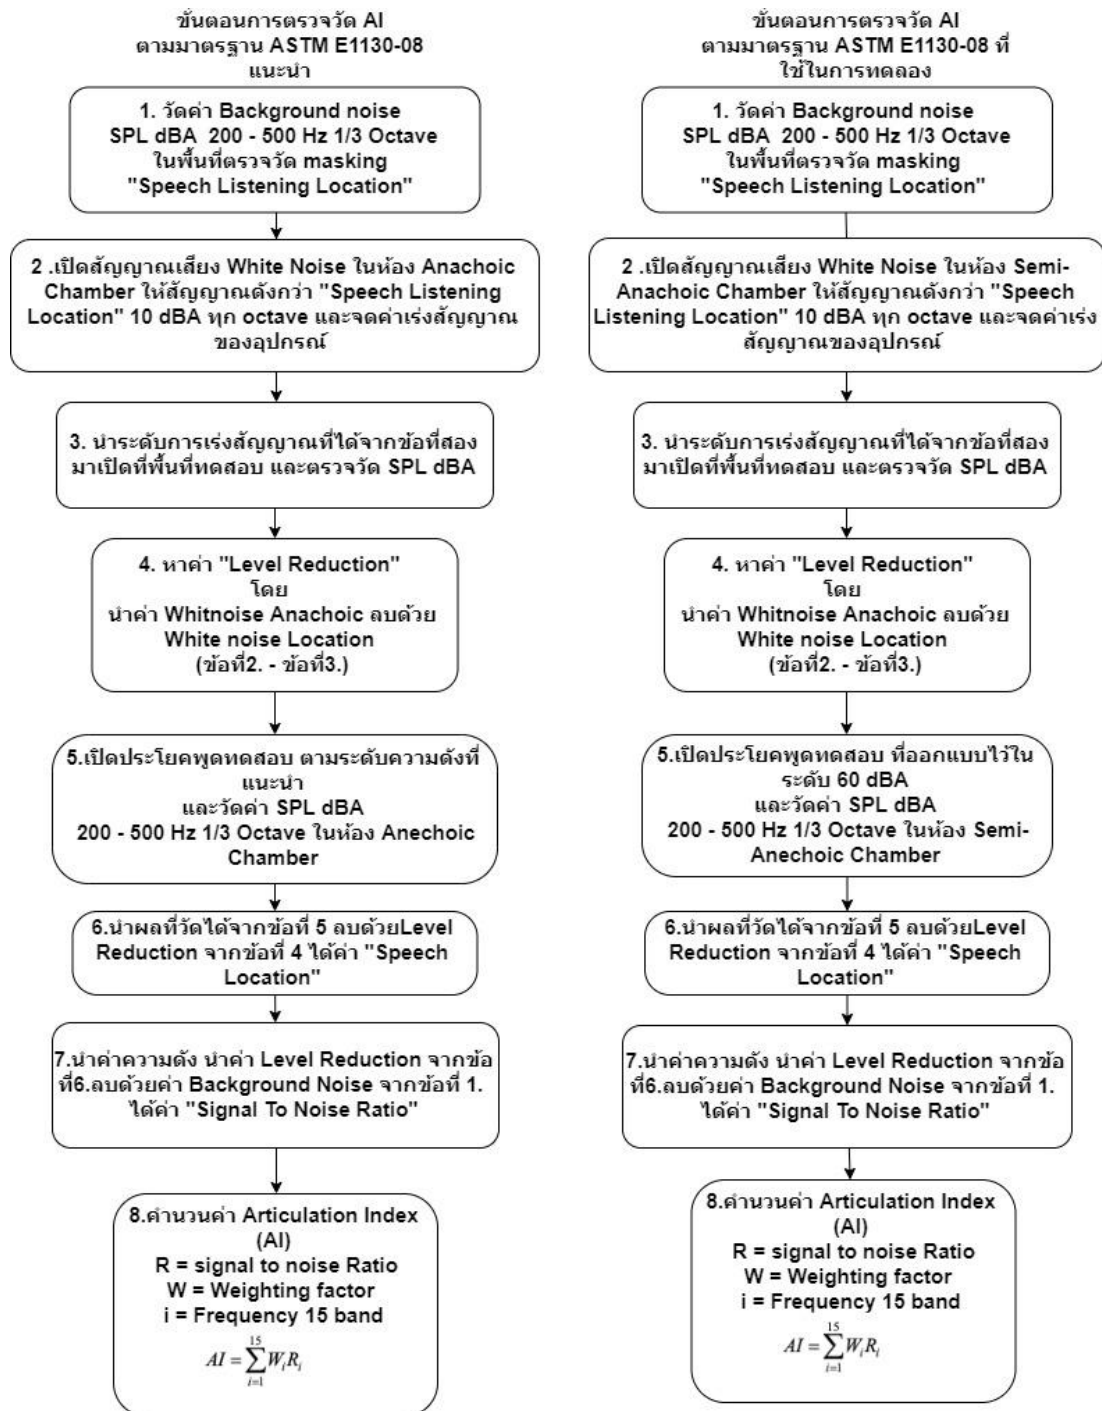 ขั้นตอนการตรวจวัด AI
ตามมาตรฐาน ASTM E1130-08
แนะนำ
1. วัดค่า Background noise
SPL dBA 200 - 500 Hz 1/3 Octave
ในพื้นที่ตรวจวัด masking
"Speech Listening Location"
2 .เปิดสัญญาณเสียง White Noise ในห้อง Anachoic
Chamber ให้สัญญาณดังกว่า "Speech Listening
Location" 10 dBA ทุก octave และจดค่าเร่งสัญญาณ
ของอุปกรณ์
3. นำระดับการเร่งสัญญาณที่ได้จากข้อที่สอง
มาเปิดที่พื้นที่ทดสอบ และตรวจวัด SPL dBA
4. หาค่า "Level Reduction"
โดย
นำค่า Whitnoise Anachoic ลบด้วย
White noise Location
(ข้อที่2. - ข้อที่3.)
5.เปิดประโยคพูดทดสอบ ตามระดับความดังที่
แนะนำ
และวัดค่า SPL dBA
200 - 500 Hz 1/3 Octave ในห้อง Anechoic
Chamber
6.นำผลที่วัดได้จากข้อที่ 5 ลบด้วยLevel
Reduction จากข้อที่ 4 ได้ค่า "Speech
Location"
7.นำค่าความดัง นำค่า Level Reduction จากข้อ
ที่6.ลบด้วยค่า Background Noise จากข้อที่ 1.
ได้ค่า "Signal To Noise Ratio"
8.คำนวนค่า Articulation Index
(AI)
R = signal to noise Ratio
W = Weighting factor
i = Frequency 15 band
AI = \sum_{i=1}^{15} W_i R_i
ขั้นตอนการตรวจวัด AI
ตามมาตรฐาน ASTM E1130-08 ที่
ใช้ในการทดลอง
1. วัดค่า Background noise
SPL dBA 200 - 500 Hz 1/3 Octave
ในพื้นที่ตรวจวัด masking
"Speech Listening Location"
2 .เปิดสัญญาณเสียง White Noise ในห้อง Semi-
Anachoic Chamber ให้สัญญาณดังกว่า "Speech
Listening Location" 10 dBA ทุก octave และจดค่าเร่ง
สัญญาณของอุปกรณ์
3. นำระดับการเร่งสัญญาณที่ได้จากข้อที่สอง
มาเปิดที่พื้นที่ทดสอบ และตรวจวัด SPL dBA
4. หาค่า "Level Reduction"
โดย
นำค่า Whitnoise Anachoic ลบด้วย
White noise Location
(ข้อที่2. - ข้อที่3.)
5.เปิดประโยคพูดทดสอบ ที่ออกแบบไว้ใน
ระดับ 60 dBA
และวัดค่า SPL dBA
200 - 500 Hz 1/3 Octave ในห้อง Semi-
Anechoic Chamber
6.นำผลที่วัดได้จากข้อที่ 5 ลบด้วยLevel
Reduction จากข้อที่ 4 ได้ค่า "Speech
Location"
7.นำค่าความดัง นำค่า Level Reduction จากข้อ
ที่6.ลบด้วยค่า Background Noise จากข้อที่ 1.
ได้ค่า "Signal To Noise Ratio"
8.คำนวนค่า Articulation Index
(AI)
R = signal to noise Ratio
W = Weighting factor
i = Frequency 15 band
AI = \sum_{i=1}^{15} W_i R_i